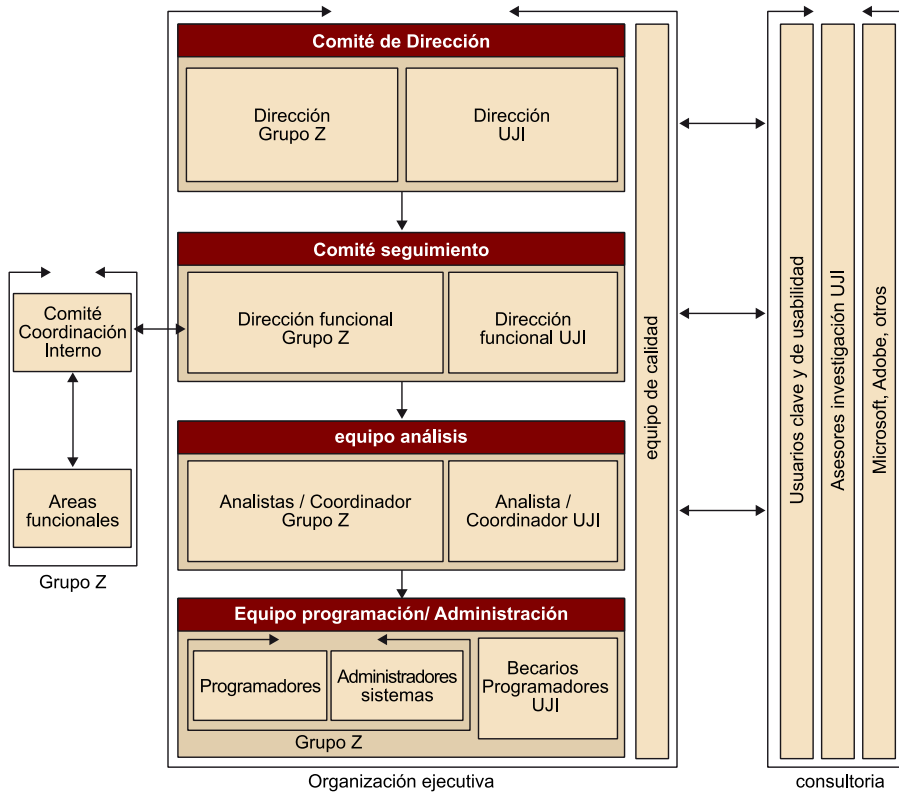 Comité de Dirección
Dirección
Grupo Z
Dirección
UJI
Comité seguimiento
Dirección funcional
Grupo Z
Dirección
funcional UJI
Comité
Coordinación
Interno
Areas
funcionales
Grupo Z
equipo análisis
Analistas / Coordinador
Grupo Z
Analista /
Coordinador UJI
Equipo programación/ Administración
Programadores
Administradores
sistemas
Grupo Z
Becarios
Programadores
UJI
equipo de calidad
Organización ejecutiva
Usuarios clave y de usabilidad
Asesores investigación UJI
Microsoft, Adobe, otros
consultoria